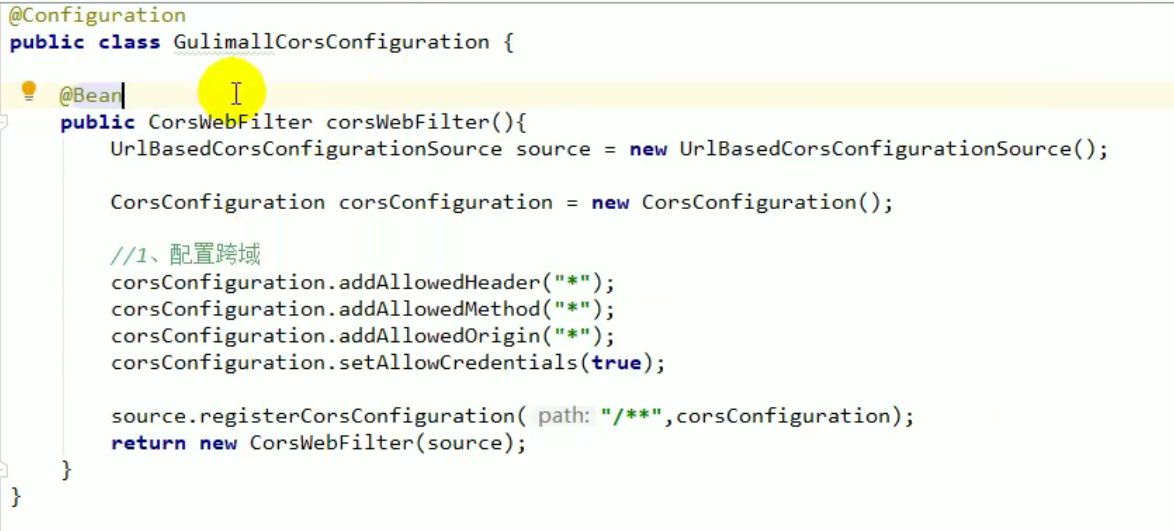 @Configuration
public class GulimallCorsConfiguration {
@Bean
public CorsWebFilter corsWebFilter(){
UrlBasedCorsConfigurationSource source = new UrlBasedCorsConfigurationSource();
CorsConfiguration corsConfiguration = new CorsConfiguration();
//1、配置跨域
corsConfiguration.addAllowedHeader("*");
corsConfiguration.addAllowedMethod("*");
corsConfiguration.addAllowedOrigin("*");
corsConfiguration.setAllowCredentials(true);
source.registerCorsConfiguration( path: "/**",corsConfiguration);
return new CorsWebFilter(source);
}
}